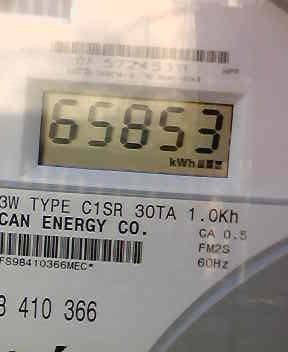 65853
kWh
3W TYPE C1SR 30TA 1.0Kh
CAN ENERGY CO.
CA 0.5
FM2S
60Hz
FS98410366MEC*
8 410 366